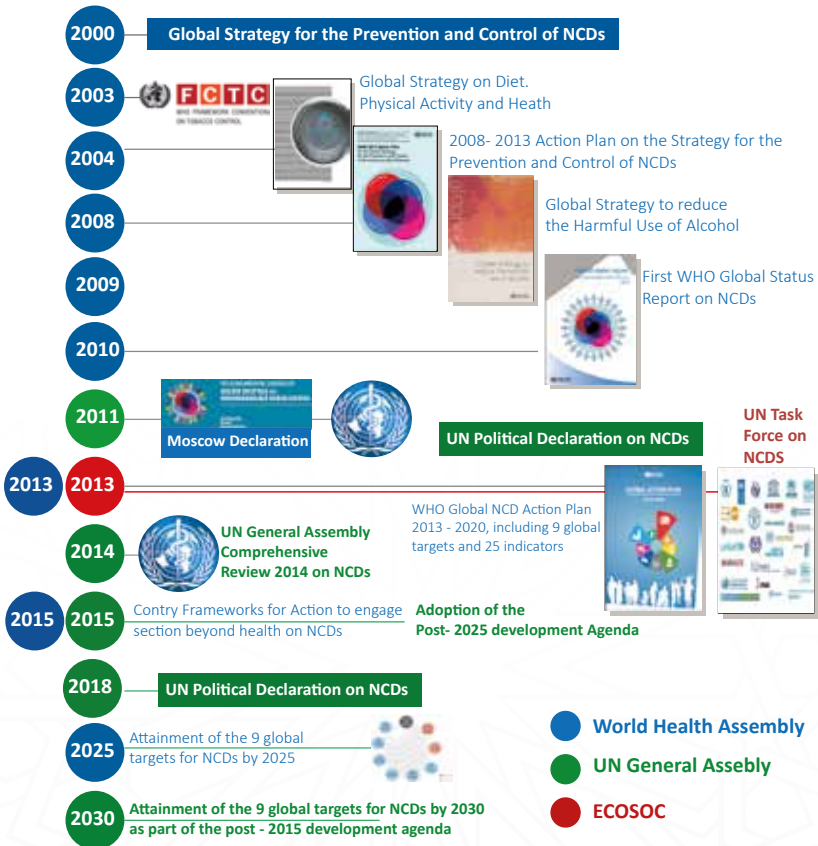 2000
Global Strategy for the Prevention and Control of NCDs
2003
FCTC
WHO FRAMEWORK CONVENTION
ON TOBACCO CONTROL
Global Strategy on Diet.
Physical Activity and Heath
2004
2008- 2013 Action Plan on the Strategy for the
Prevention and Control of NCDs
2008
Global Strategy to reduce
the Harmful Use of Alcohol
2009
First WHO Global Status
Report on NCDs
2010
2011
Moscow Declaration
UN Political Declaration on NCDs
UN Task
Force on
NCDS
2013
2013
WHO Global NCD Action Plan
2013 - 2020, including 9 global
targets and 25 indicators
2014
UN General Assembly
Comprehensive
Review 2014 on NCDs
2015
2015
Contry Frameworks for Action to engage
section beyond health on NCDs
Adoption of the
Post- 2025 development Agenda
2018
UN Political Declaration on NCDs
2025
Attainment of the 9 global
targets for NCDs by 2025
2030
Attainment of the 9 global targets for NCDs by 2030
as part of the post - 2015 development agenda
World Health Assembly
UN General Assebly
ECOSOC